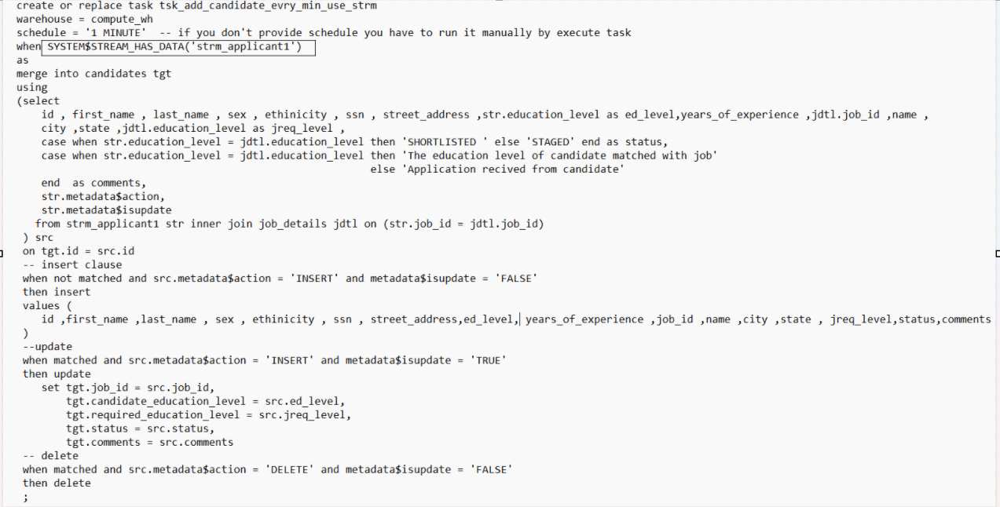 create or replace task tsk_add_candidate_evry_min_use_strm
warehouse = compute_wh
schedule = '1 MINUTE'  -- if you don't provide schedule you have to run it manually by execute task
when SYSTEM$STREAM_HAS_DATA('strm_applicant1')
as
merge into candidates tgt
using
(select
    id , first_name , last_name , sex , ethinicity , ssn , street_address ,str.education_level as ed_level,years_of_experience ,jdtl.job_id ,name ,
    city ,state ,jdtl.education_level as jreq_level ,
    case when str.education_level = jdtl.education_level then 'SHORTLISTED ' else 'STAGED' end as status,
    case when str.education_level = jdtl.education_level then 'The education level of candidate matched with job'
                                                         else 'Application recived from candidate'
    end  as comments,
    str.metadata$action,
    str.metadata$isupdate
   from strm_applicant1 str inner join job_details jdtl on (str.job_id = jdtl.job_id)
 ) src
 on tgt.id = src.id
 -- insert clause
 when not matched and src.metadata$action = 'INSERT' and metadata$isupdate = 'FALSE'
 then insert
 values (
    id ,first_name ,last_name , sex , ethinicity , ssn , street_address,ed_level, years_of_experience ,job_id ,name ,city ,state , jreq_level,status,comments
 )
 --update
 when matched and src.metadata$action = 'INSERT' and metadata$isupdate = 'TRUE'
 then update
    set tgt.job_id = src.job_id,
        tgt.candidate_education_level = src.ed_level,
        tgt.required_education_level = src.jreq_level,
        tgt.status = src.status,
        tgt.comments = src.comments
 -- delete
 when matched and src.metadata$action = 'DELETE' and metadata$isupdate = 'FALSE'
 then delete
 ;